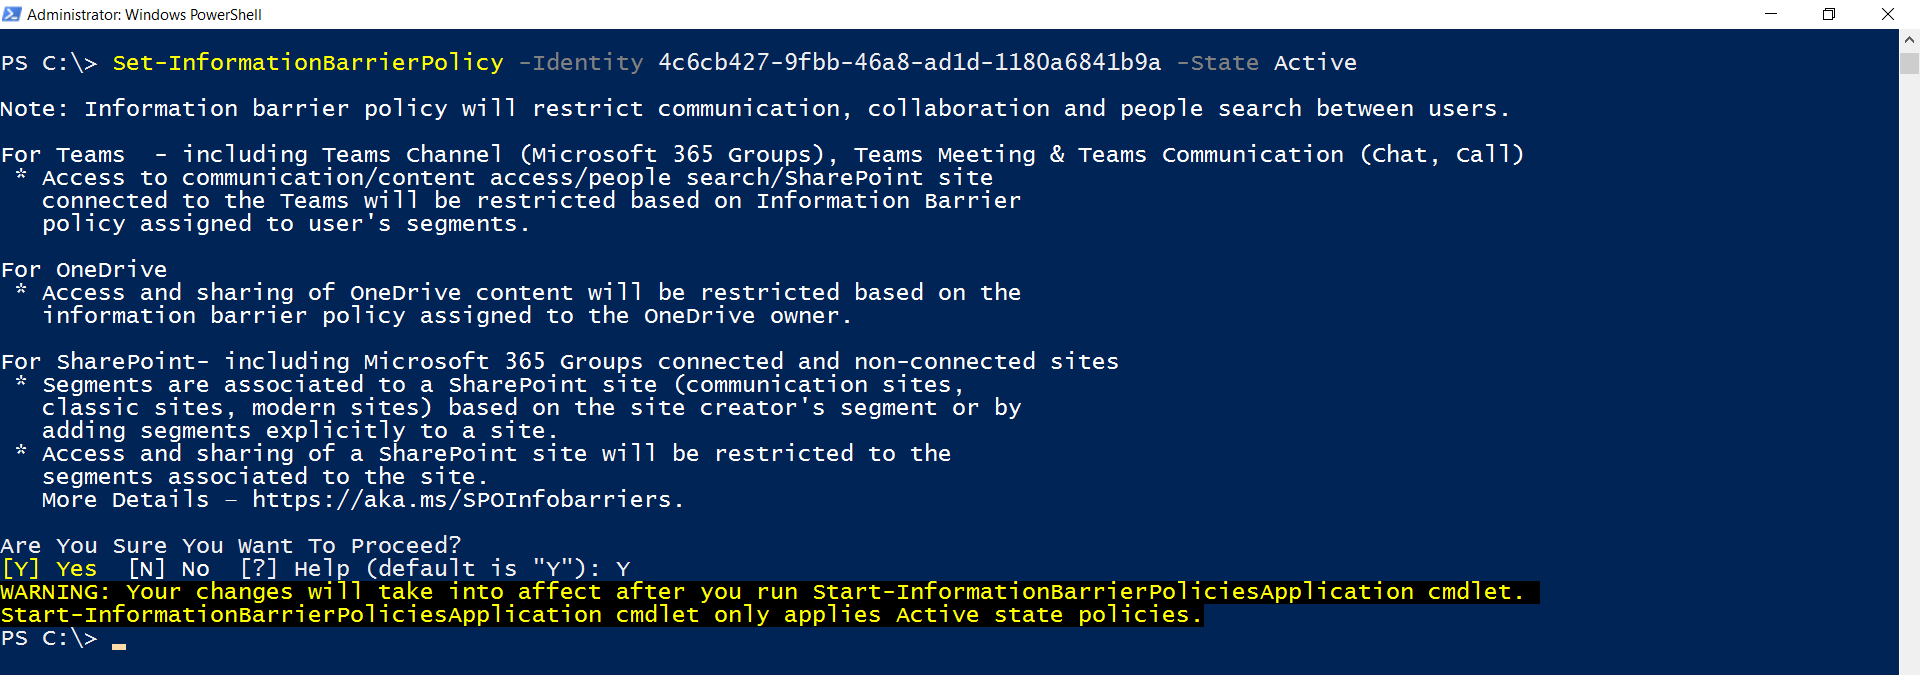 Administrator: Windows PowerShell
PS C:\> Set-InformationBarrierPolicy -Identity 4c6cb427-9fbb-46a8-ad1d-1180a6841b9a -State Active
Note: Information barrier policy will restrict communication, collaboration and people search between users.
For Teams  - including Teams Channel (Microsoft 365 Groups), Teams Meeting & Teams Communication (Chat, Call)
* Access to communication/content access/people search/SharePoint site
connected to the Teams will be restricted based on Information Barrier
policy assigned to user's segments.
For OneDrive
* Access and sharing of OneDrive content will be restricted based on the
information barrier policy assigned to the OneDrive owner.
For SharePoint- including Microsoft 365 Groups connected and non-connected sites
* Segments are associated to a SharePoint site (communication sites,
classic sites, modern sites) based on the site creator's segment or by
adding segments explicitly to a site.
* Access and sharing of a SharePoint site will be restricted to the
segments associated to the site.
More Details – https://aka.ms/SPOInfobarriers.
Are You Sure You Want To Proceed?
[Y] Yes  [N] No  [?] Help (default is "Y"): Y
WARNING: Your changes will take into affect after you run Start-InformationBarrierPoliciesApplication cmdlet.
Start-InformationBarrierPoliciesApplication cmdlet only applies Active state policies.
PS C:\> _